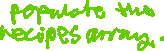 populate the
recipes array.